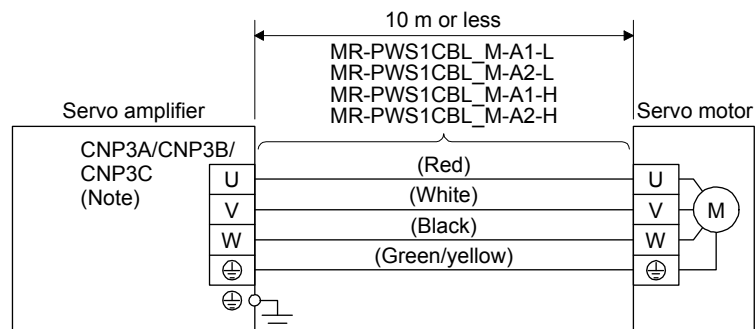 10 m or less
MR-PWS1CBL_M-A1-L
MR-PWS1CBL_M-A2-L
MR-PWS1CBL_M-A1-H
MR-PWS1CBL_M-A2-H
Servo amplifier
Servo motor
CNP3A/CNP3B/
CNP3C
(Note)
U (Red) U
V (White) V
W (Black) W
(Green/yellow)
M